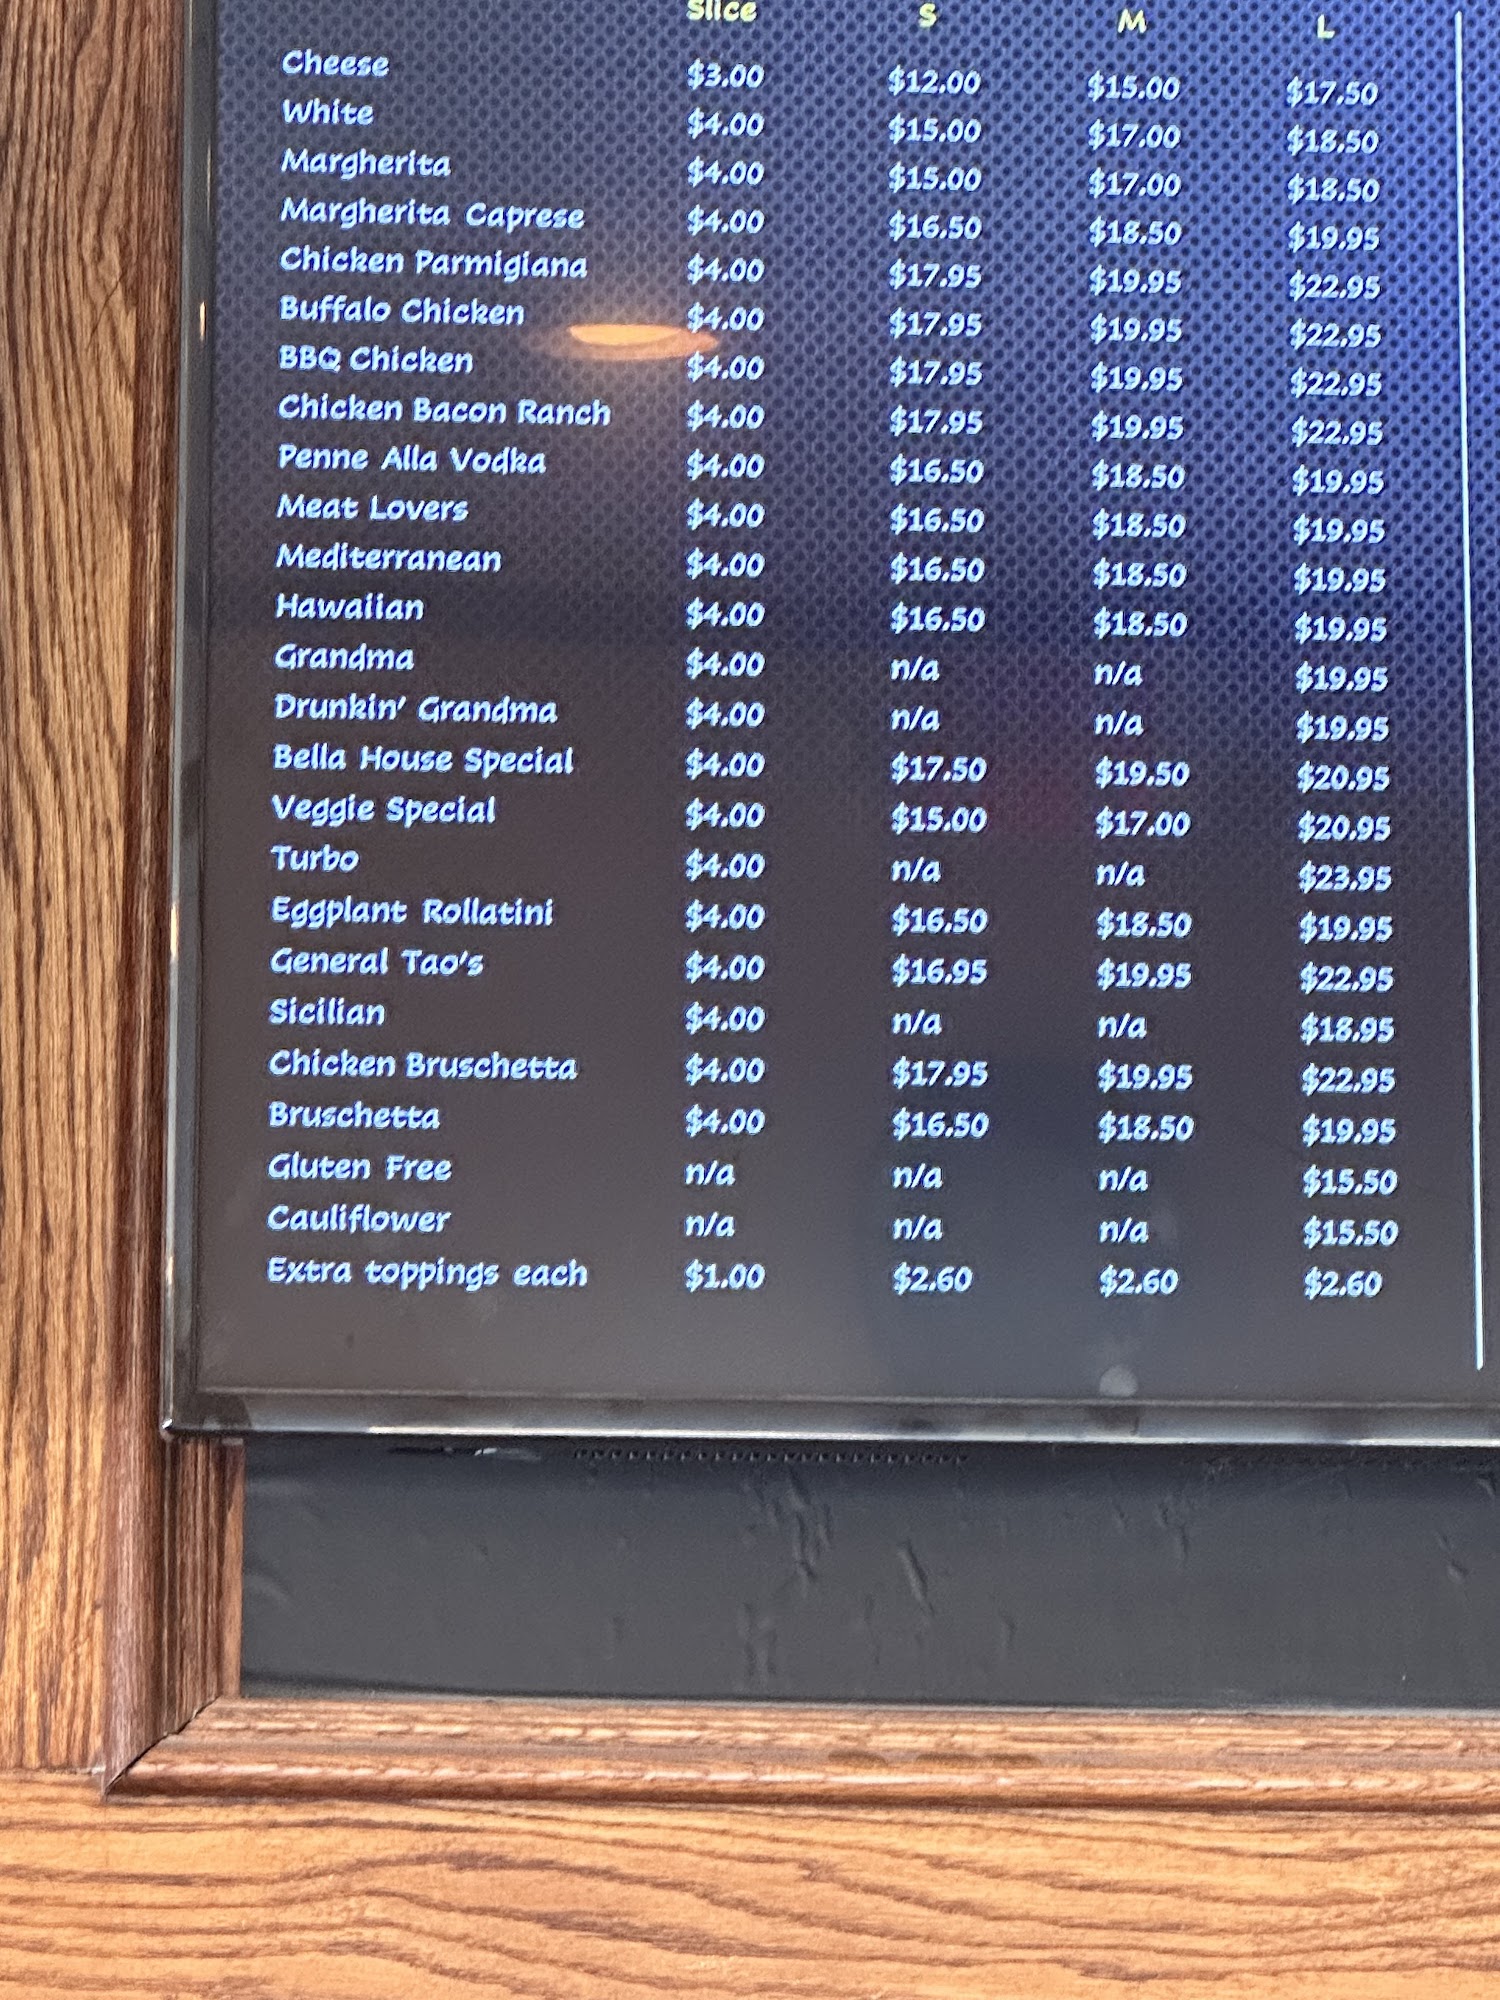 Slice S M L
Cheese $3.00 $12.00 $15.00 $17.50
White $4.00 $15.00 $17.00 $18.50
Margherita $4.00 $15.00 $17.00 $18.50
Margherita Caprese $4.00 $16.50 $18.50 $19.95
Chicken Parmigiana $4.00 $17.95 $19.95 $22.95
Buffalo Chicken $4.00 $17.95 $19.95 $22.95
BBQ Chicken $4.00 $17.95 $19.95 $22.95
Chicken Bacon Ranch $4.00 $17.95 $19.95 $22.95
Penne Alla Vodka $4.00 $16.50 $18.50 $19.95
Meat Lovers $4.00 $16.50 $18.50 $19.95
Mediterranean $4.00 $16.50 $18.50 $19.95
Hawaiian $4.00 $16.50 $18.50 $19.95
Grandma $4.00 n/a n/a $19.95
Drunkin' Grandma $4.00 n/a n/a $19.95
Bella House Special $4.00 $17.50 $19.50 $20.95
Veggie Special $4.00 $15.00 $17.00 $20.95
Turbo $4.00 n/a n/a $23.95
Eggplant Rollatini $4.00 $16.50 $18.50 $19.95
General Tao's $4.00 $16.95 $19.95 $22.95
Sicilian $4.00 n/a n/a $18.95
Chicken Bruschetta $4.00 $17.95 $19.95 $22.95
Bruschetta $4.00 $16.50 $18.50 $19.95
Gluten Free n/a n/a n/a $15.50
Cauliflower n/a n/a n/a $15.50
Extra toppings each $1.00 $2.60 $2.60 $2.60